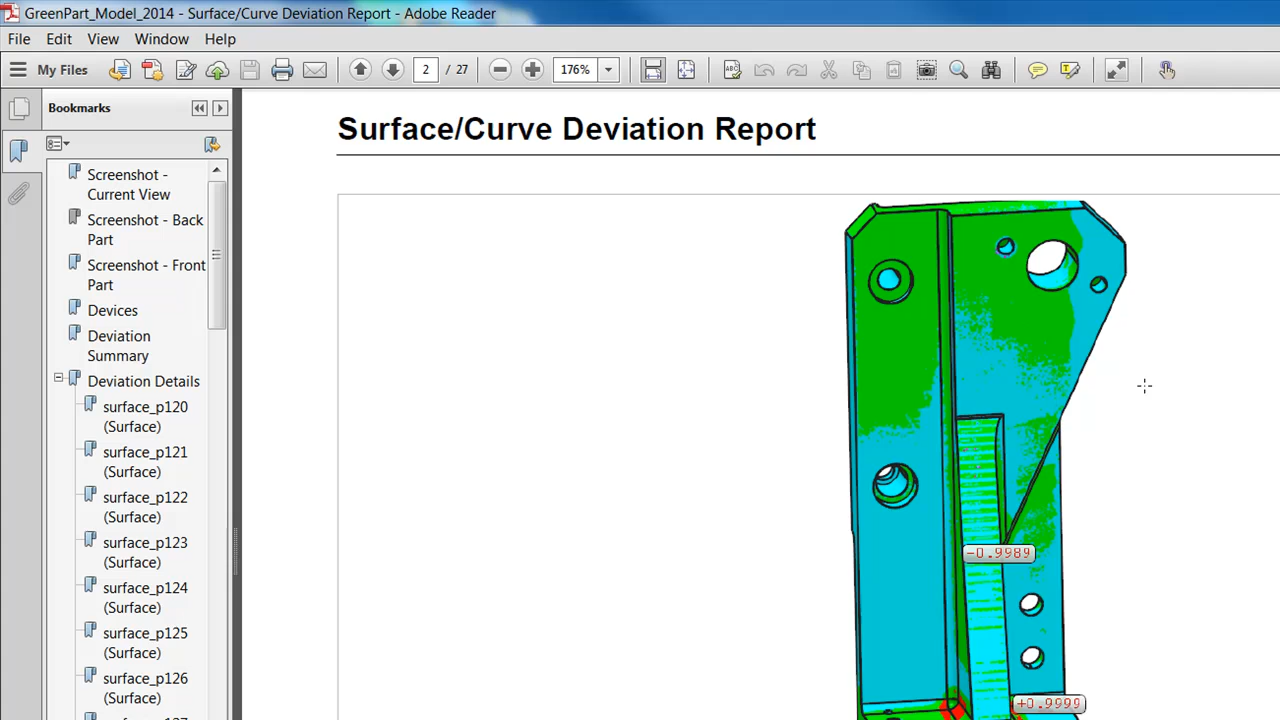 GreenPart_Model_2014 - Surface/Curve Deviation Report - Adobe Reader
File Edit View Window Help
My Files 2 / 27 176%
Bookmarks
Screenshot -
Current View
Screenshot - Back
Part
Screenshot - Front
Part
Devices
Deviation
Summary
Deviation Details
surface_p120
(Surface)
surface_p121
(Surface)
surface_p122
(Surface)
surface_p123
(Surface)
surface_p124
(Surface)
surface_p125
(Surface)
surface_p126
(Surface)
Surface/Curve Deviation Report
-0.9989
+0.9999